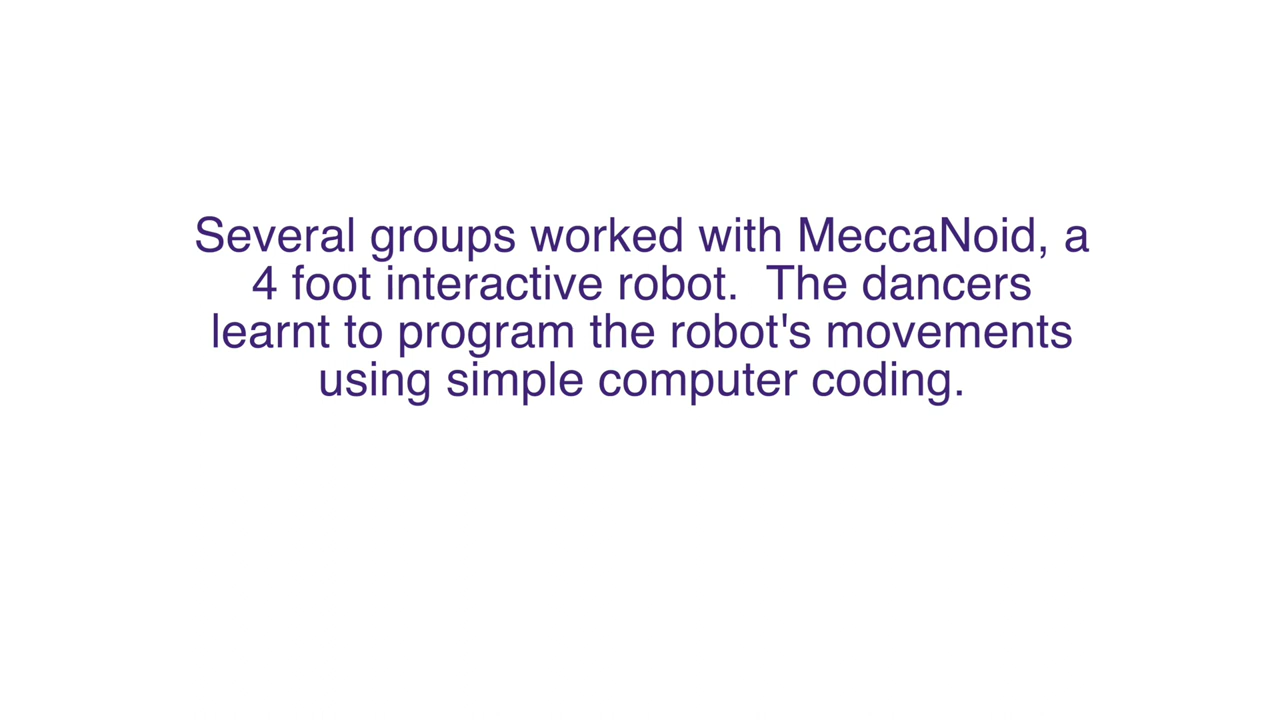 Several groups worked with MeccaNoid, a
4 foot interactive robot.  The dancers
learnt to program the robot's movements
using simple computer coding.